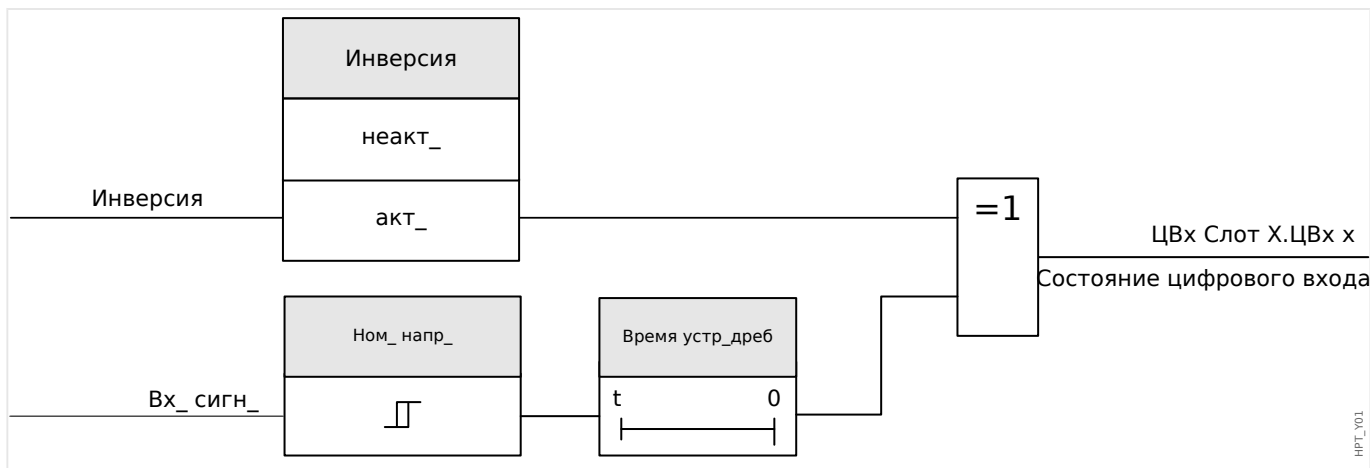 Инверсия
неакт_
Инверсия
акт_
=1
ЦВх Слот X.ЦВх x
Состояние цифрового входа
Ном_ напр_
Время устр_дреб
Вх_ сигн_
t 0
HPT_Y01